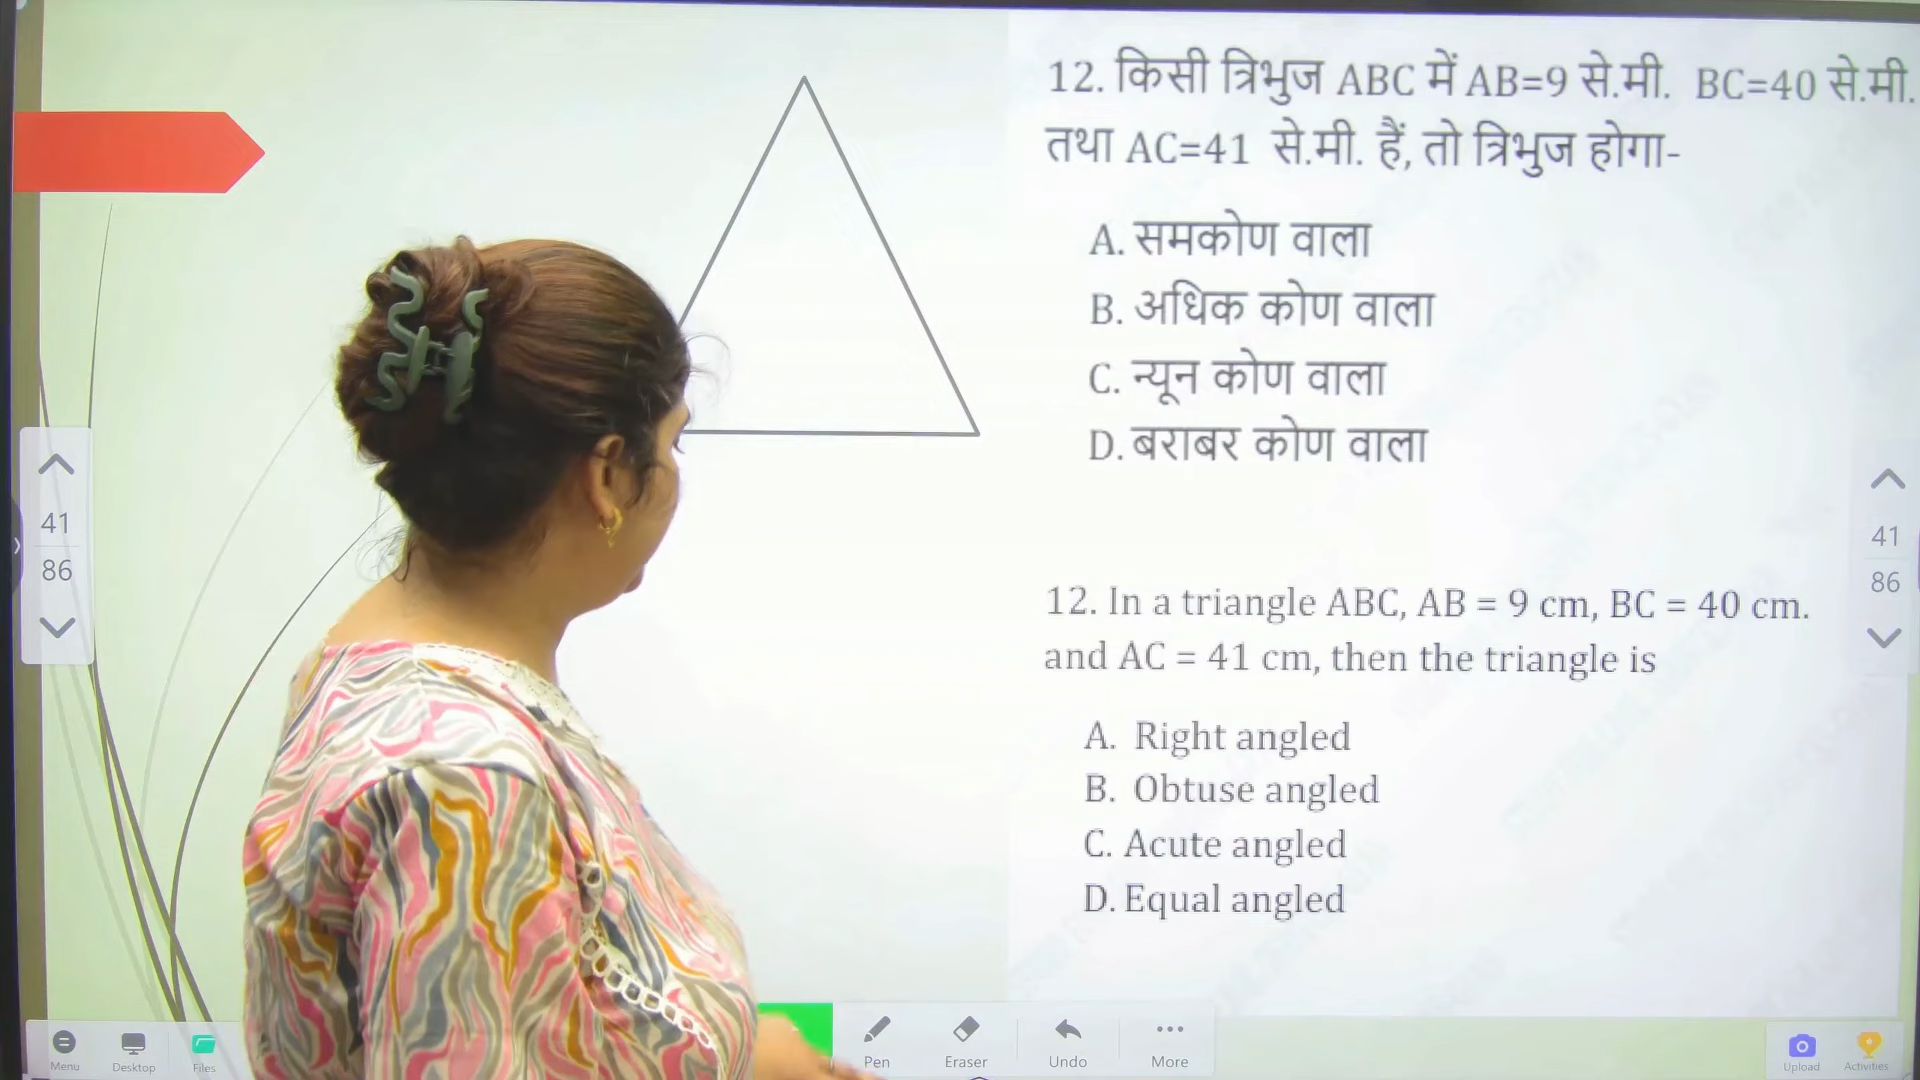 12. किसी त्रिभुज ABC में AB=9 से.मी. BC=40 से.मी.
तथा AC=41 से.मी. हैं, तो त्रिभुज होगा-
A. समकोण वाला
B. अधिक कोण वाला
C. न्यून कोण वाला
D. बराबर कोण वाला
12. In a triangle ABC, AB = 9 cm, BC = 40 cm.
and AC = 41 cm, then the triangle is
A. Right angled
B. Obtuse angled
C. Acute angled
D. Equal angled
41
86
41
86
Menu
Desktop
Files
Pen
Eraser
Undo
More
Upload
Activities